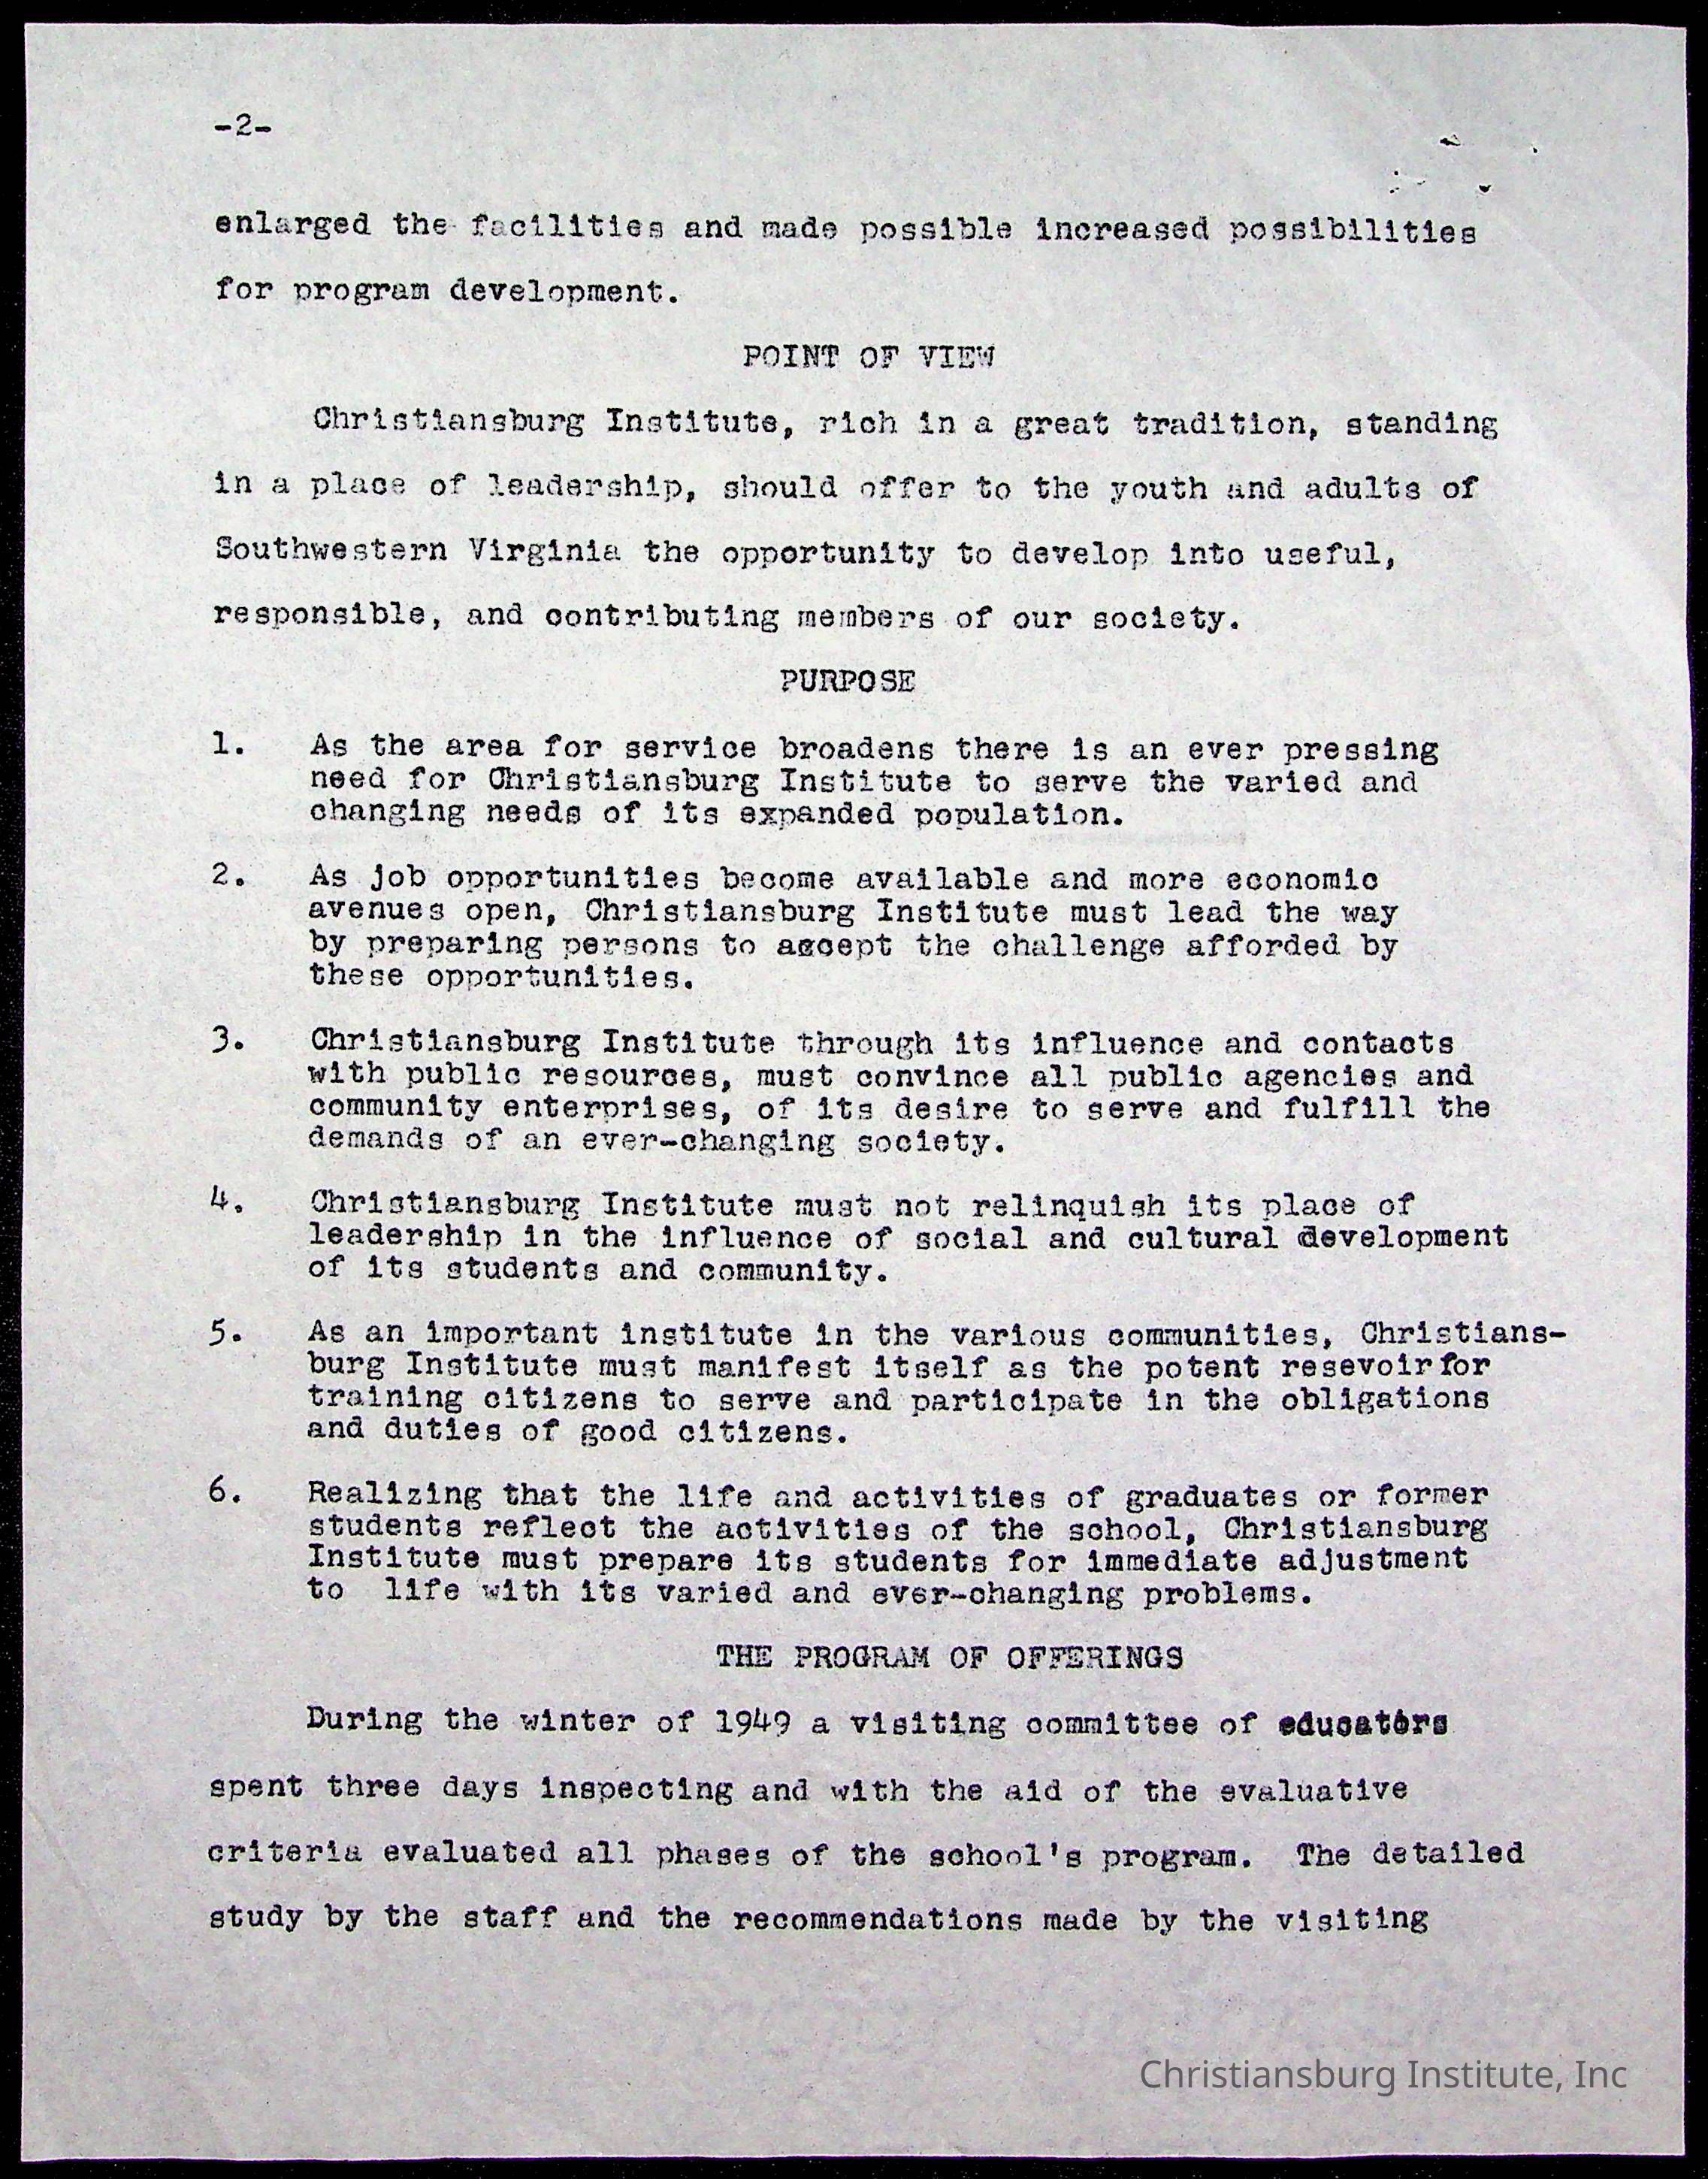 -2-
enlarged the facilities and made possible increased possibilities
for program development.
POINT OF VIEW
Christiansburg Institute, rich in a great tradition, standing
in a place of leadership, should offer to the youth and adults of
Southwestern Virginia the opportunity to develop into useful,
responsible, and contributing members of our society.
PURPOSE
1. As the area for service broadens there is an ever pressing
need for Christiansburg Institute to serve the varied and
changing needs of its expanded population.
2. As job opportunities become available and more economic
avenues open, Christiansburg Institute must lead the way
by preparing persons to accept the challenge afforded by
these opportunities.
3. Christiansburg Institute through its influence and contacts
with public resources, must convince all public agencies and
community enterprises, of its desire to serve and fulfill the
demands of an ever-changing society.
4. Christiansburg Institute must not relinquish its place of
leadership in the influence of social and cultural development
of its students and community.
5. As an important institute in the various communities, Christians-
burg Institute must manifest itself as the potent resevoir for
training citizens to serve and participate in the obligations
and duties of good citizens.
6. Realizing that the life and activities of graduates or former
students reflect the activities of the school, Christiansburg
Institute must prepare its students for immediate adjustment
to life with its varied and ever-changing problems.
THE PROGRAM OF OFFERINGS
During the winter of 1949 a visiting committee of educators
spent three days inspecting and with the aid of the evaluative
criteria evaluated all phases of the school's program. The detailed
study by the staff and the recommendations made by the visiting
Christiansburg Institute, Inc